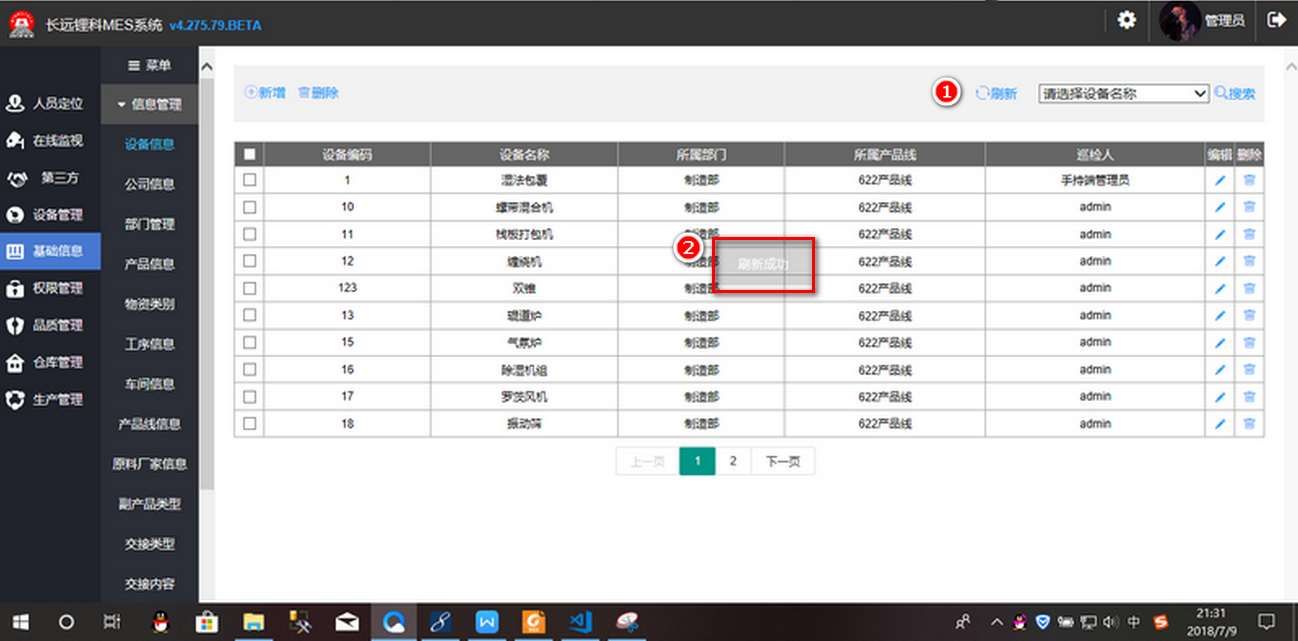 长远锂科MES系统 v4.275.79.BETA
管理员
人员定位
在线监视
第三方
设备管理
基础信息
权限管理
品质管理
仓库管理
生产管理
菜单
信息管理
设备信息
公司信息
部门管理
产品信息
物资类别
工序信息
车间信息
产品线信息
原料厂家信息
副产品类型
交接类型
交接内容
新增 删除
1 刷新 请选择设备名称 搜索
设备编码 设备名称 所属部门 所属产品线 巡检人 编辑 删除
1 湿法包覆 制造部 622产品线 手持端管理员
10 螺带混合机 制造部 622产品线 admin
11 栈板打包机 制造部 622产品线 admin
12 缠绕机 制造部 622产品线 admin
123 双锥 制造部 622产品线 admin
13 辊道炉 制造部 622产品线 admin
15 气氛炉 制造部 622产品线 admin
16 除湿机组 制造部 622产品线 admin
17 罗茨风机 制造部 622产品线 admin
18 振动筛 制造部 622产品线 admin
2 刷新成功
上一页 1 2 下一页
中
21:31
2018/7/9